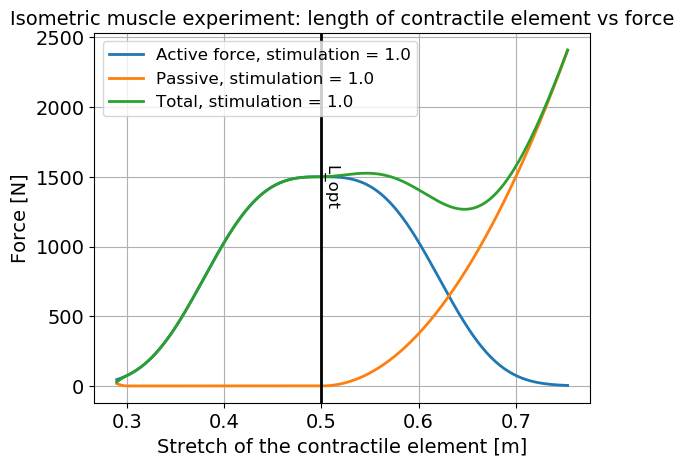 Isometric muscle experiment: length of contractile element vs force
Active force, stimulation = 1.0
Passive, stimulation = 1.0
Total, stimulation = 1.0
L_opt
Force [N]
2500
2000
1500
1000
500
0
0.3 0.4 0.5 0.6 0.7
Stretch of the contractile element [m]